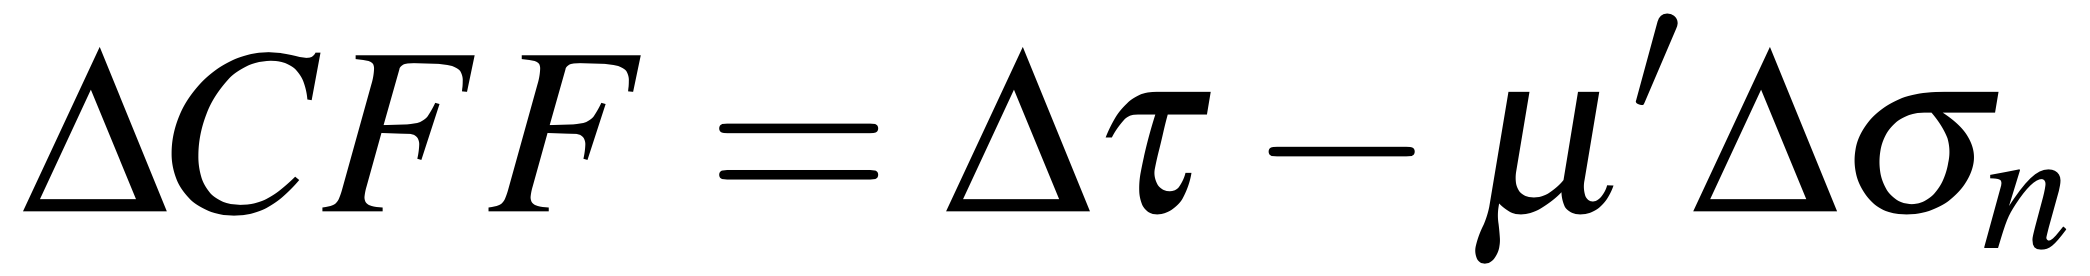 ΔCFF = Δτ − μ′Δσₙ